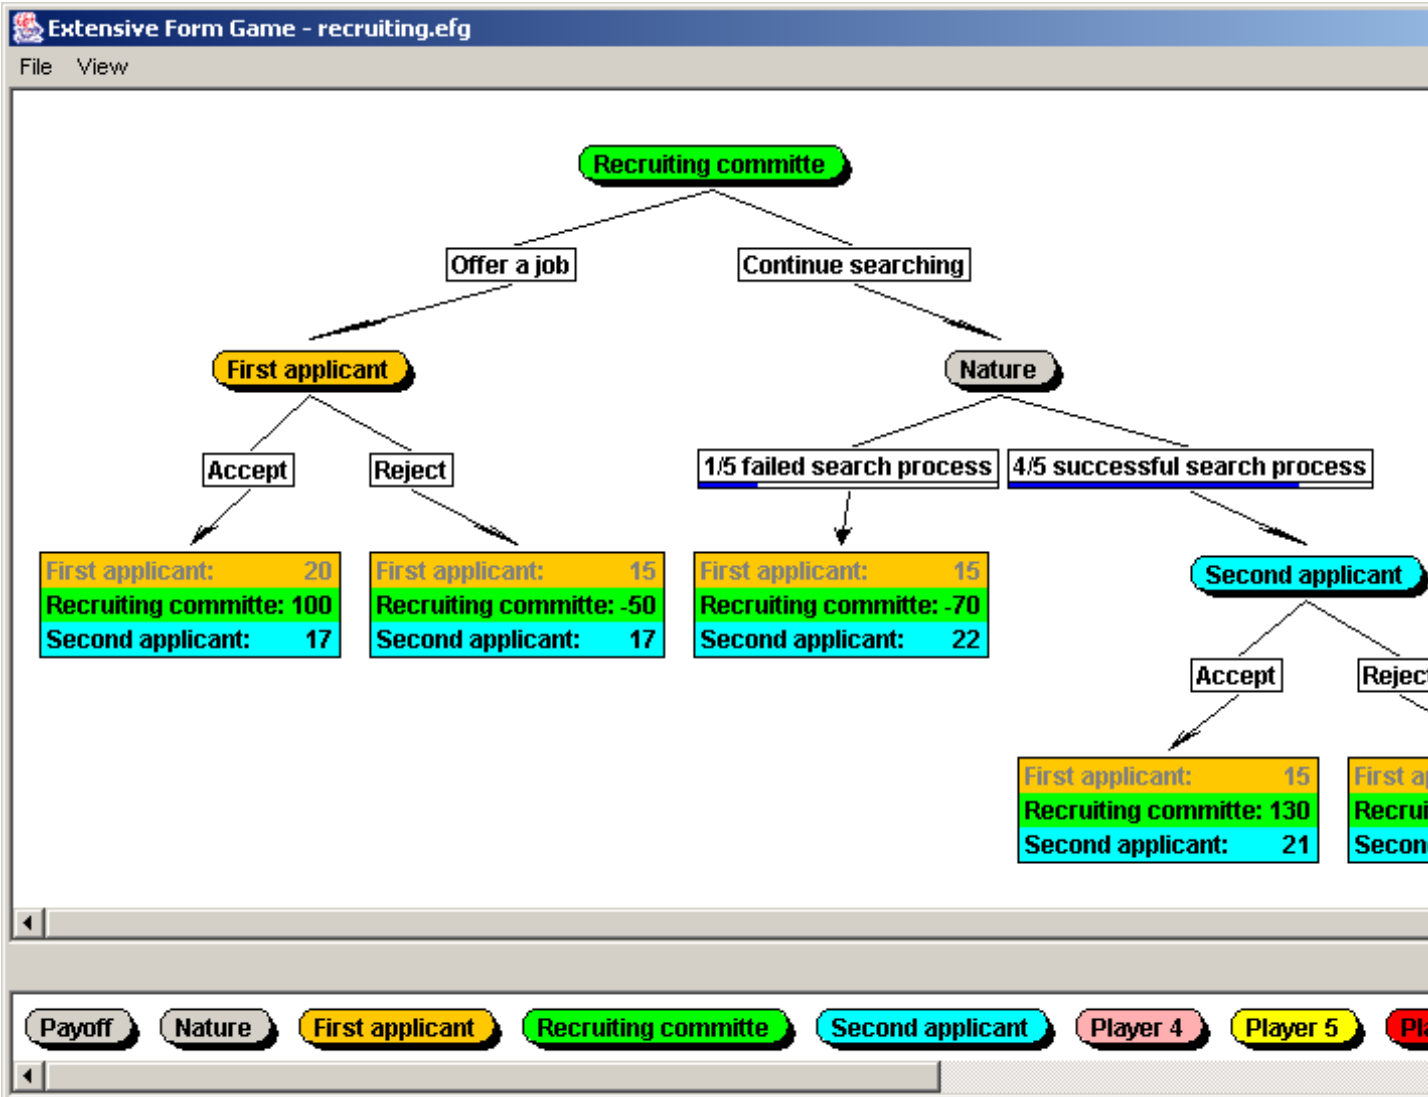 Extensive Form Game - recruiting.efg
File View
Recruiting committe
Offer a job
Continue searching
First applicant
Nature
Accept
Reject
1/5 failed search process
4/5 successful search process
First applicant: 20
Recruiting committe: 100
Second applicant: 17
First applicant: 15
Recruiting committe: -50
Second applicant: 17
First applicant: 15
Recruiting committe: -70
Second applicant: 22
Second applicant
Accept
Reject
First applicant: 15
Recruiting committe: 130
Second applicant: 21
First
Payoff Nature First applicant Recruiting committe Second applicant Player 4 Player 5